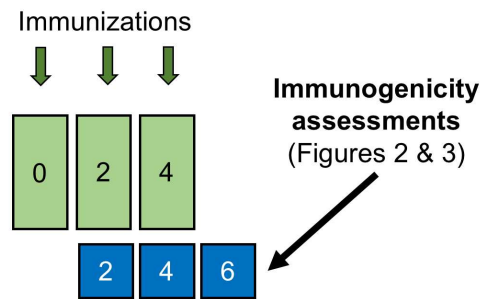 Immunizations
Immunogenicity
assessments
(Figures 2 & 3)
0 2 4
2 4 6